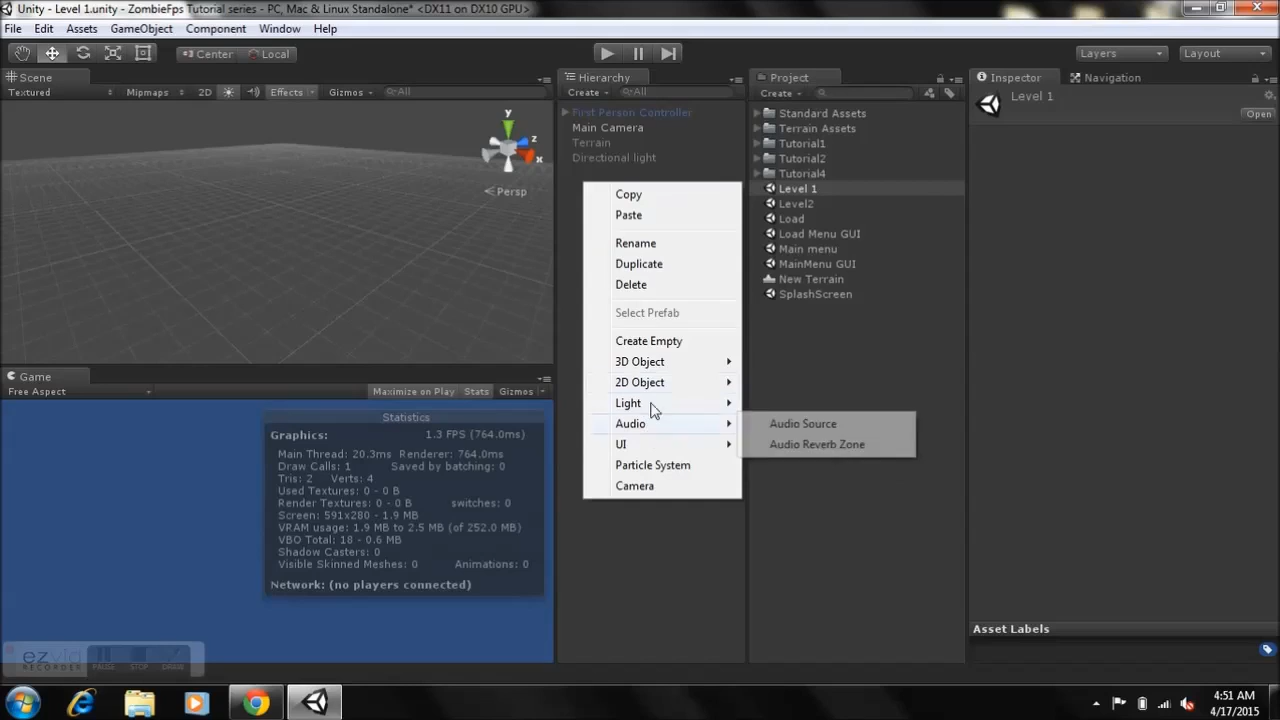 Unity - Level 1.unity - ZombieFps Tutorial series - PC, Mac & Linux Standalone* <DX11 on DX10 GPU>
File Edit Assets GameObject Component Window Help
Center Local
Layers Layout
Scene
Textured Mipmaps 2D Effects Gizmos All
y
z
x
Persp
Hierarchy
Create All
First Person Controller
Main Camera
Terrain
Directional light
Copy
Paste
Rename
Duplicate
Delete
Select Prefab
Create Empty
3D Object
2D Object
Light
Audio
UI
Particle System
Camera
Audio Source
Audio Reverb Zone
Project
Create
Standard Assets
Terrain Assets
Tutorial1
Tutorial2
Tutorial4
Level 1
Level2
Load
Load Menu GUI
Main menu
MainMenu GUI
New Terrain
SplashScreen
Inspector Navigation
Level 1
Open
Asset Labels
Game
Free Aspect Maximize on Play Stats Gizmos
Statistics
Graphics: 1.3 FPS (764.0ms)
Main Thread: 20.3ms Renderer: 764.0ms
Draw Calls: 1 Saved by batching: 0
Tris: 2 Verts: 4
Used Textures: 0 - 0 B
Render Textures: 0 - 0 B switches: 0
Screen: 591x280 - 1.9 MB
VRAM usage: 1.9 MB to 2.5 MB (of 252.0 MB)
VBO Total: 18 - 0.6 MB
Shadow Casters: 0
Visible Skinned Meshes: 0 Animations: 0
Network: (no players connected)
ezvid
RECORDER
PAUSE STOP DRAW
4:51 AM
4/17/2015